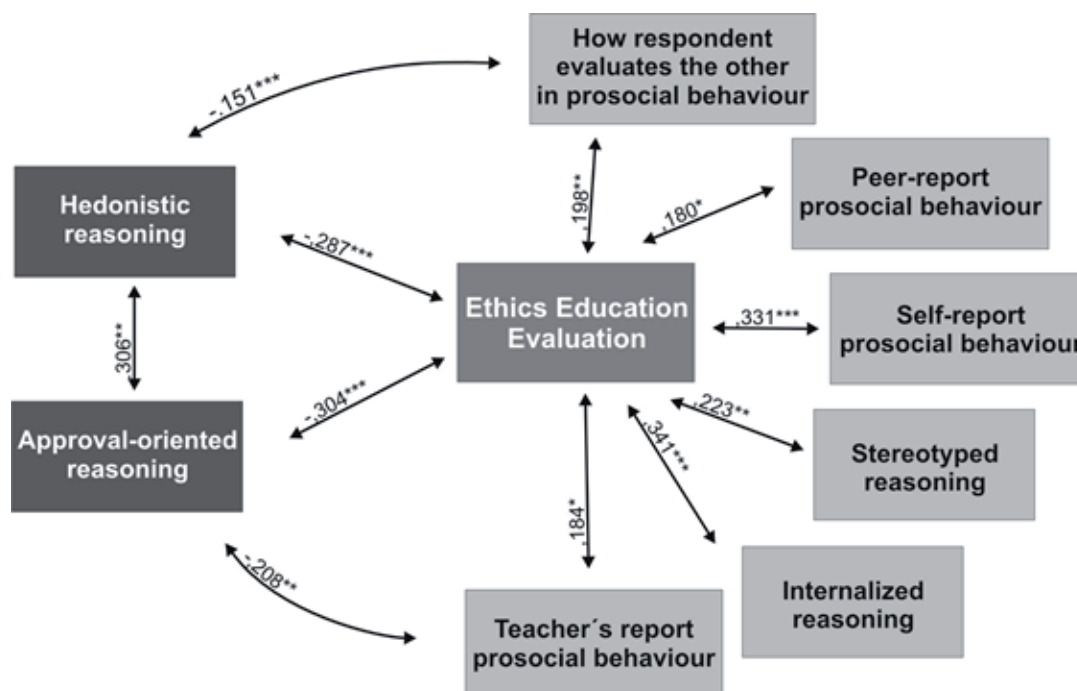 How respondent
evaluates the other
in prosocial behaviour
-.151***
Hedonistic
reasoning
,198**
,180*
Peer-report
prosocial behaviour
-,287***
Ethics Education
Evaluation
,331***
Self-report
prosocial behaviour
,306**
-,304***
,223**
Approval-oriented
reasoning
,341***
Stereotyped
reasoning
,184*
-,208**
Internalized
reasoning
Teacher´s report
prosocial behaviour